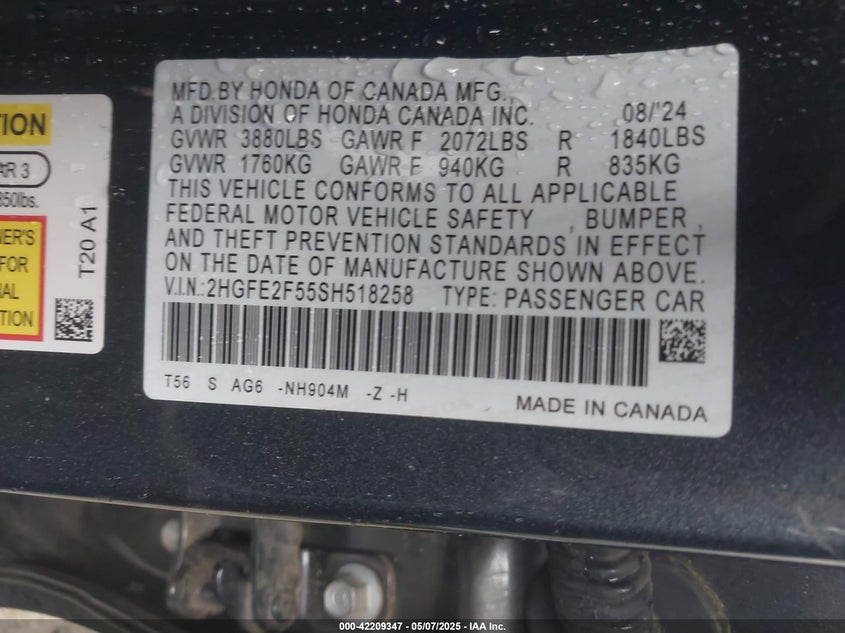 TION
AR 3
850lbs.
NER'S
FOR
AL
TION
T20 A1
MFD.BY HONDA OF CANADA MFG.,
A DIVISION OF HONDA CANADA INC. 08/'24
GVWR 3880LBS GAWR F 2072LBS R 1840LBS
GVWR 1760KG GAWR F 940KG R 835KG
THIS VEHICLE CONFORMS TO ALL APPLICABLE
FEDERAL MOTOR VEHICLE SAFETY , BUMPER ,
AND THEFT PREVENTION STANDARDS IN EFFECT
ON THE DATE OF MANUFACTURE SHOWN ABOVE.
V.I.N.:2HGFE2F55SH518258 TYPE: PASSENGER CAR
T56 S AG6 -NH904M -Z -H
MADE IN CANADA
000-42209347 — 05/07/2025 - IAA Inc.